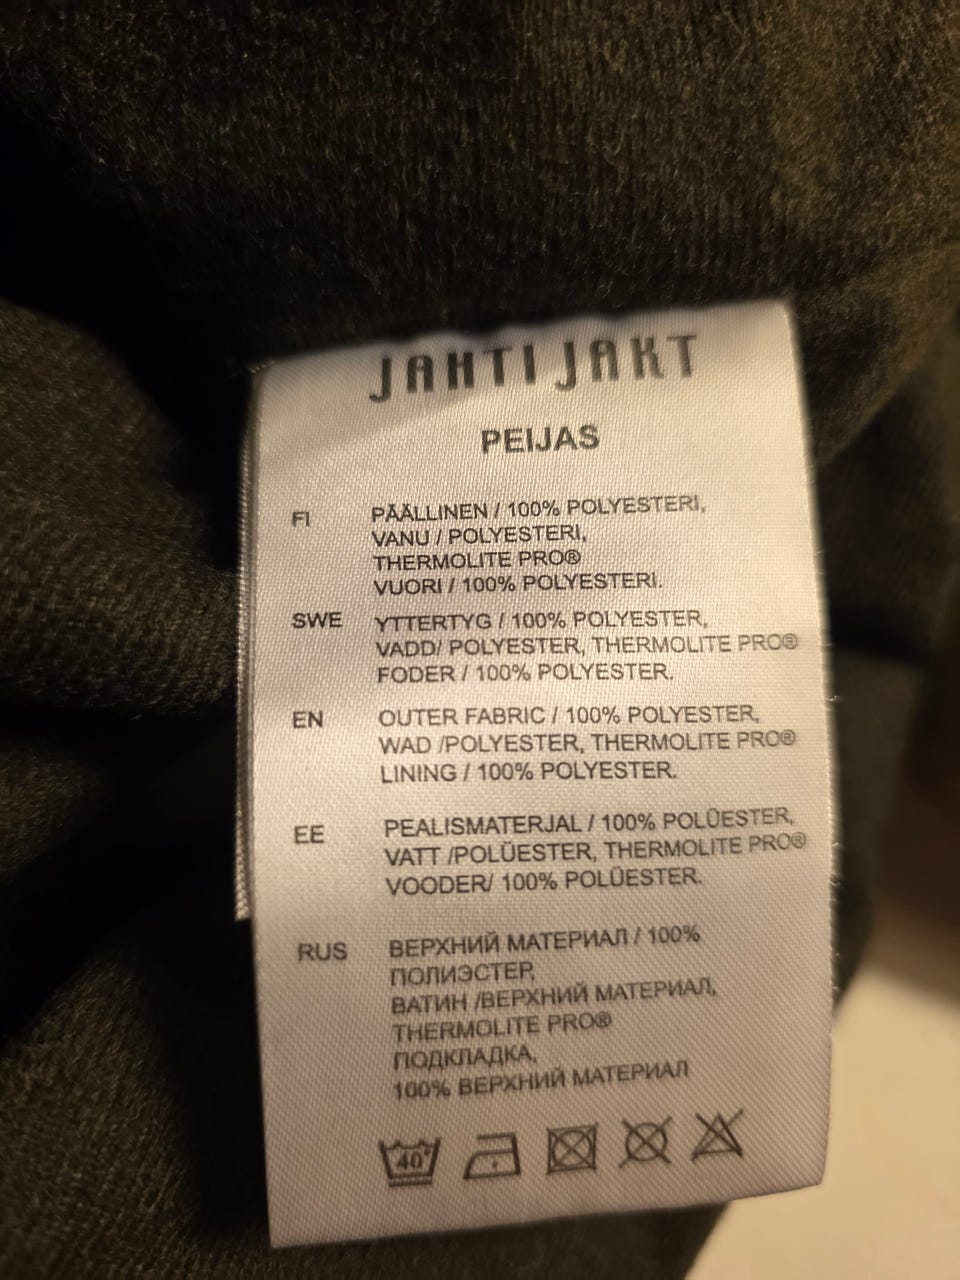 JAHTI JAKT
PEIJAS
FI PÄÄLLINEN / 100% POLYESTERI,
VANU / POLYESTERI,
THERMOLITE PRO®
VUORI / 100% POLYESTERI.
SWE YTTERTYG / 100% POLYESTER,
VADD/ POLYESTER, THERMOLITE PRO®
FODER / 100% POLYESTER.
EN OUTER FABRIC / 100% POLYESTER,
WAD /POLYESTER, THERMOLITE PRO®
LINING / 100% POLYESTER.
EE PEALISMATERJAL / 100% POLÜESTER,
VATT /POLÜESTER, THERMOLITE PRO®
VOODER/ 100% POLÜESTER.
RUS ВЕРХНИЙ МАТЕРИАЛ / 100%
ПОЛИЭСТЕР,
ВАТИН /ВЕРХНИЙ МАТЕРИАЛ,
THERMOLITE PRO®
ПОДКЛАДКА,
100% ВЕРХНИЙ МАТЕРИАЛ
40°